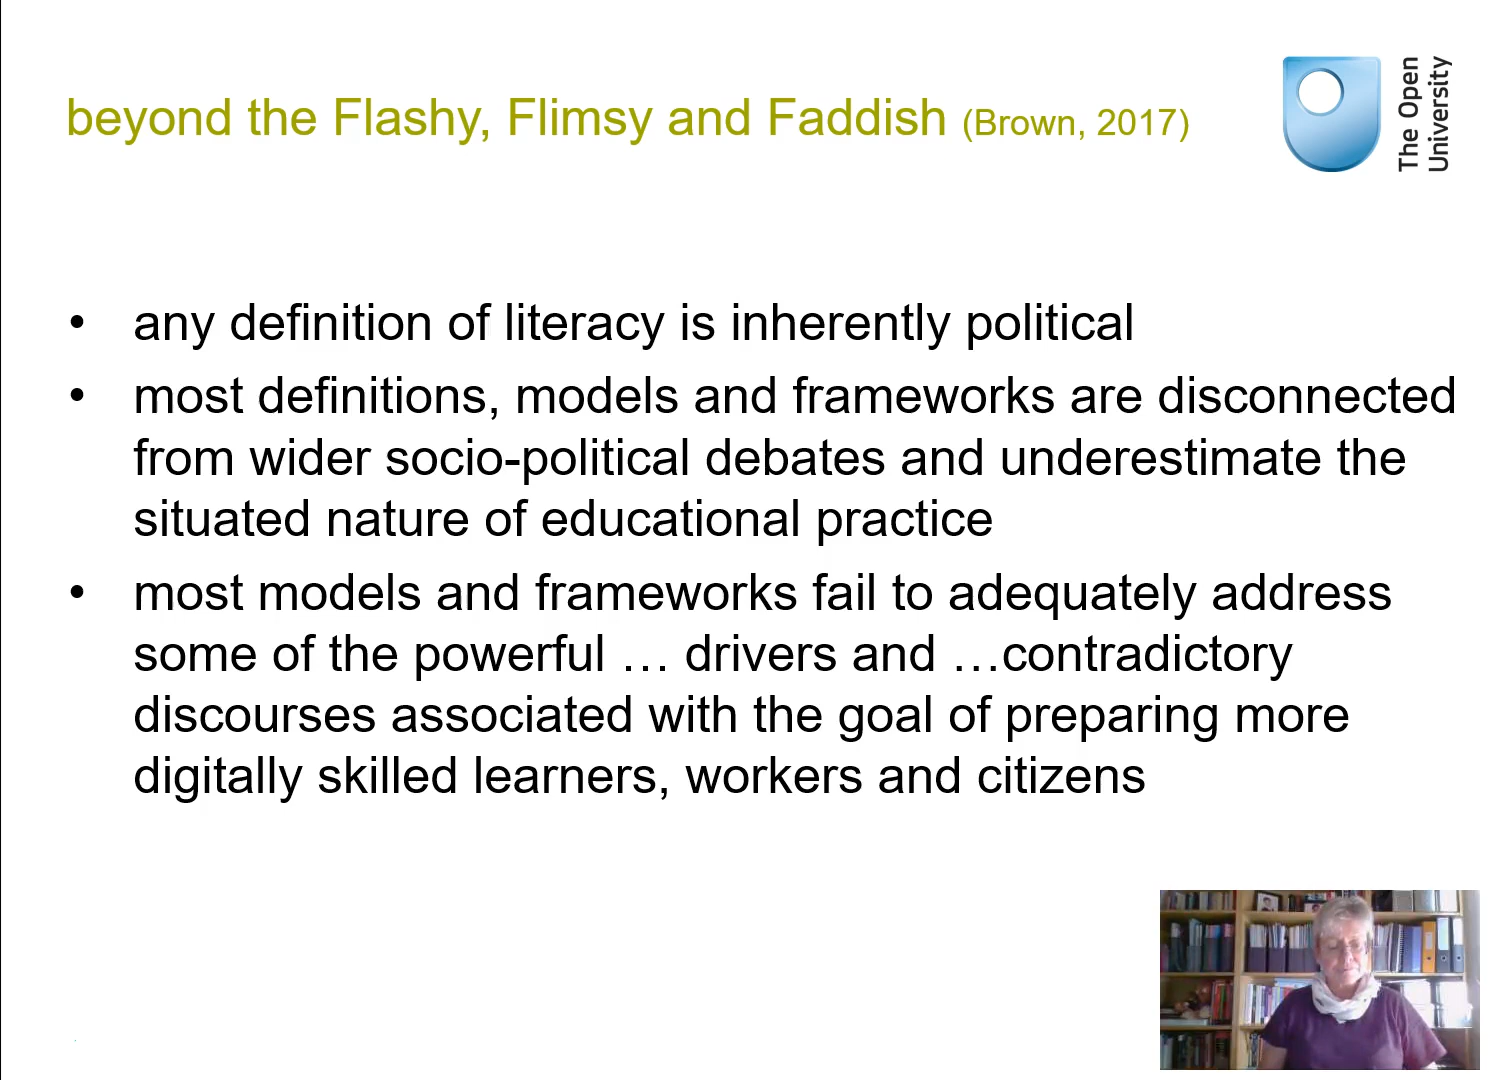 beyond the Flashy, Flimsy and Faddish (Brown, 2017)
The Open
University
• any definition of literacy is inherently political
• most definitions, models and frameworks are disconnected
from wider socio-political debates and underestimate the
situated nature of educational practice
• most models and frameworks fail to adequately address
some of the powerful … drivers and …contradictory
discourses associated with the goal of preparing more
digitally skilled learners, workers and citizens